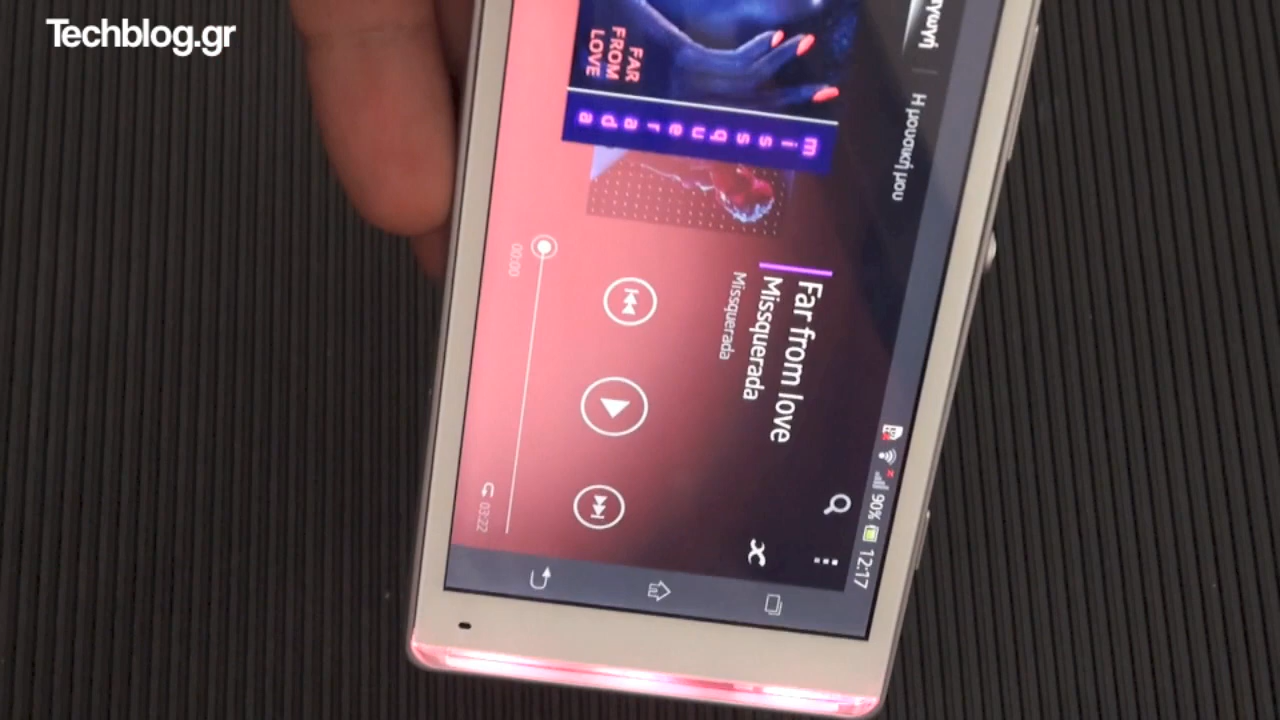 Techblog.gr
Η μουσική μου
90% 12:17
FAR
FROM
LOVE
missquerada
Far from love
Missquerada
Missquerada
00:00
03:22